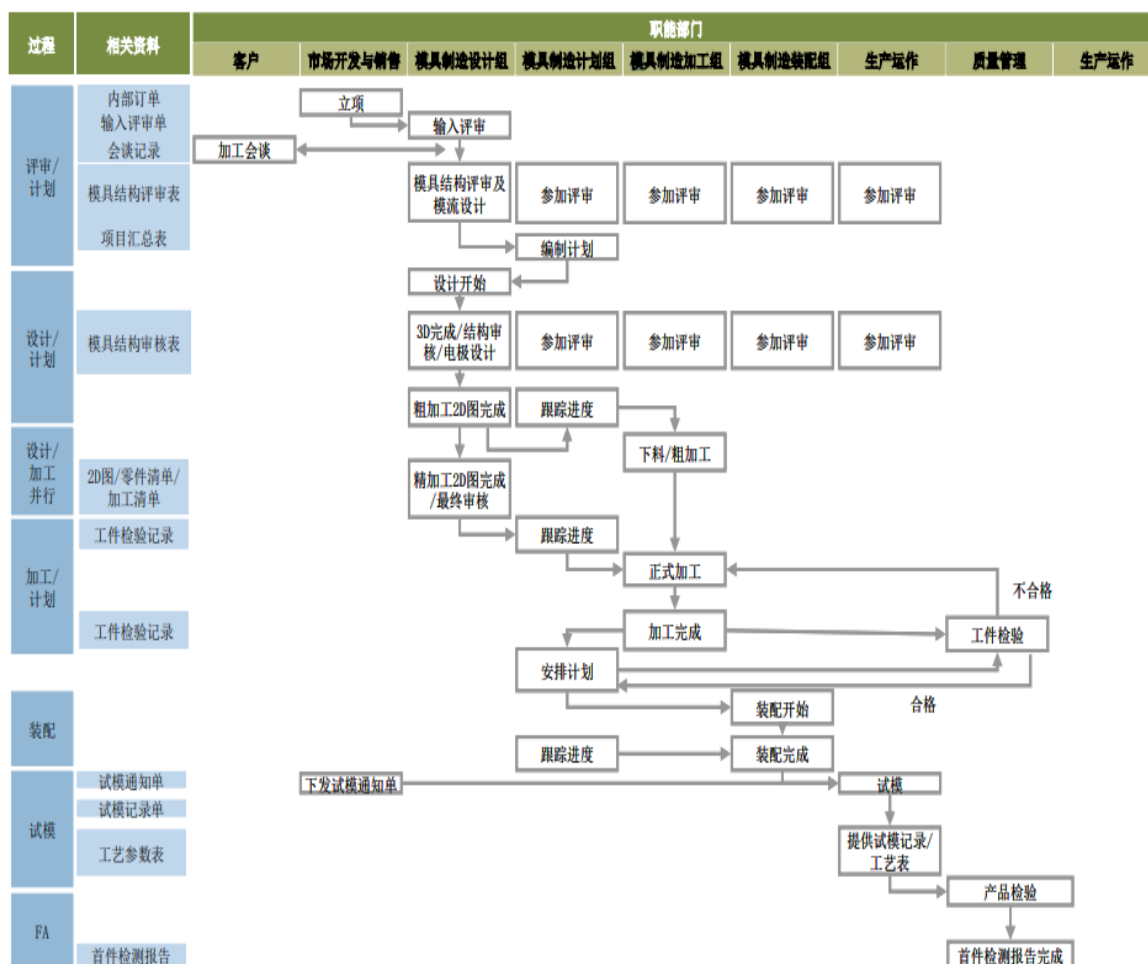 过程
相关资料
职能部门
客户
市场开发与销售
模具制造设计组
模具制造计划组
模具制造加工组
模具制造装配组
生产运作
质量管理
生产运作
评审/
计划
内部订单
输入评审单
会谈记录
立项
输入评审
加工会谈
模具结构评审表
模具结构评审及
模流设计
参加评审
参加评审
参加评审
参加评审
项目汇总表
编制计划
设计/
计划
设计开始
模具结构审核表
3D完成/结构审
核/电极设计
参加评审
参加评审
参加评审
参加评审
粗加工2D图完成
跟踪进度
设计/
加工
并行
下料/粗加工
2D图/零件清单/
加工清单
精加工2D图完成
/最终审核
加工/
计划
工件检验记录
跟踪进度
正式加工
不合格
工件检验记录
加工完成
工件检验
安排计划
合格
装配
装配开始
跟踪进度
装配完成
试模
试模通知单
下发试模通知单
试模
试模记录单
工艺参数表
提供试模记录/
工艺表
FA
产品检验
首件检测报告
首件检测报告完成